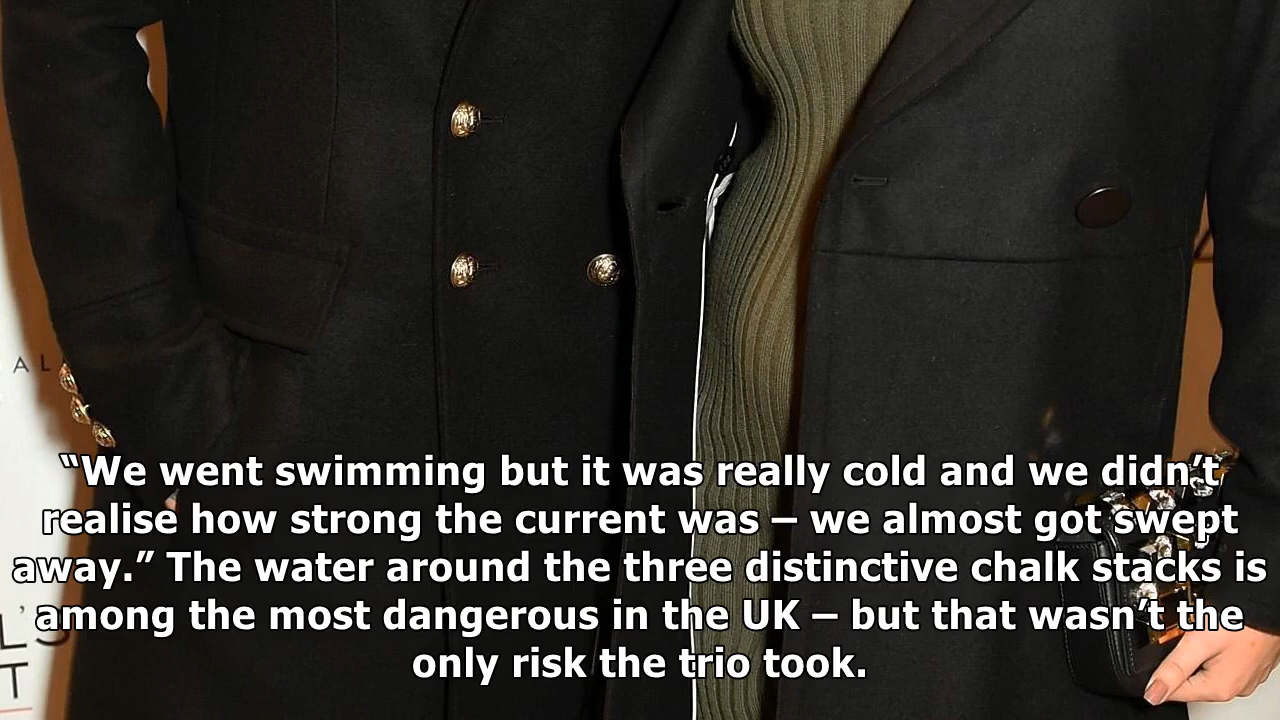 AL
L'S
T
“We went swimming but it was really cold and we didn’t
realise how strong the current was – we almost got swept
away.” The water around the three distinctive chalk stacks is
among the most dangerous in the UK – but that wasn’t the
only risk the trio took.